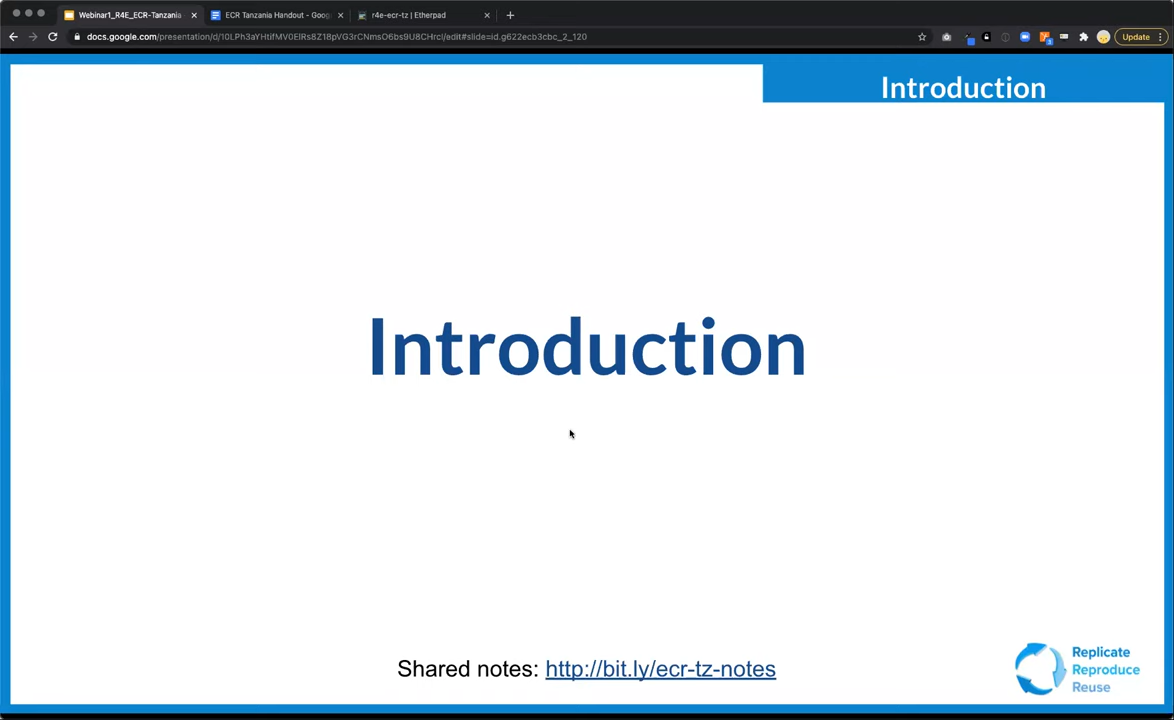 Webinar1_R4E_ECR-Tanzania
ECR Tanzania Handout - Goog
r4e-ecr-tz | Etherpad
Update
Introduction
Introduction
Shared notes: http://bit.ly/ecr-tz-notes
Replicate
Reproduce
Reuse